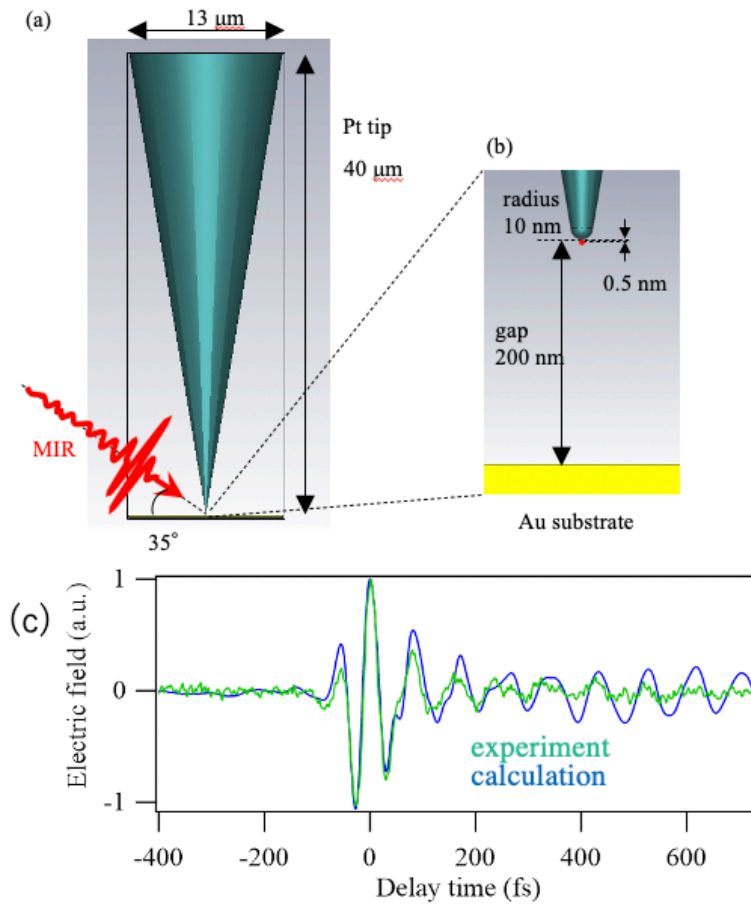 (a)
13 μm
Pt tip
40 μm
MIR
35°
(b)
radius
10 nm
0.5 nm
gap
200 nm
Au substrate
(c)
Electric field (a.u.)
1
0
-1
experiment
calculation
-400 -200 0 200 400 600
Delay time (fs)